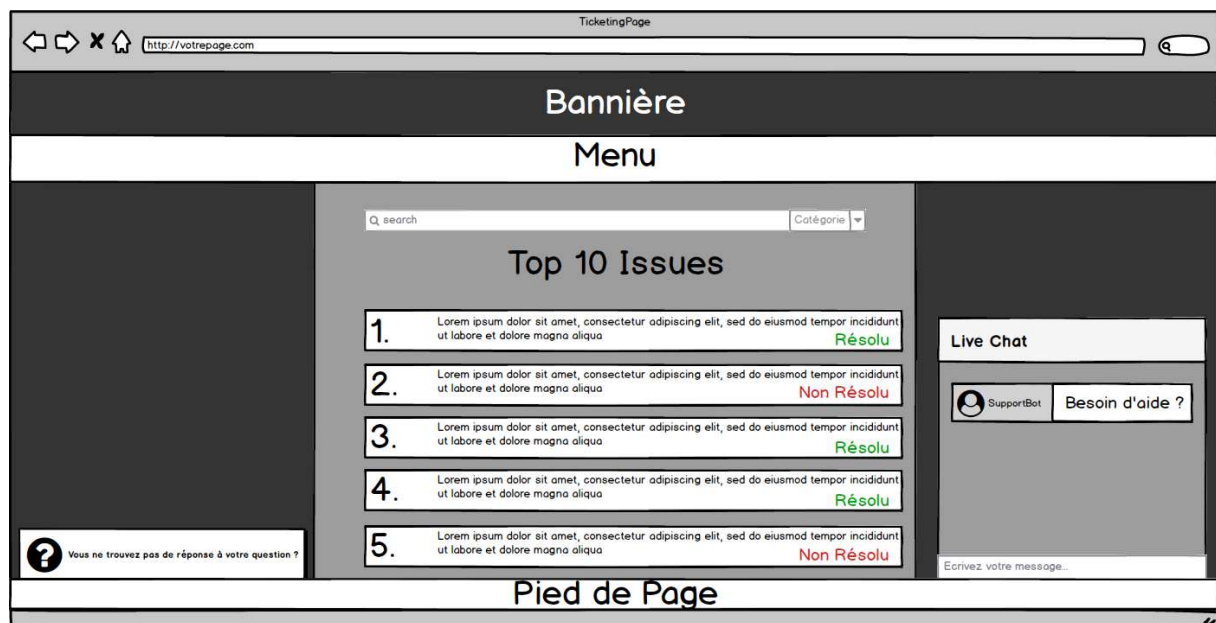 TicketingPage
http://votrepage.com
Bannière
Menu
search
Catégorie
Top 10 Issues
1.
Lorem ipsum dolor sit amet, consectetur adipiscing elit, sed do eiusmod tempor incididunt
ut labore et dolore magna aliqua
Résolu
2.
Lorem ipsum dolor sit amet, consectetur adipiscing elit, sed do eiusmod tempor incididunt
ut labore et dolore magna aliqua
Non Résolu
3.
Lorem ipsum dolor sit amet, consectetur adipiscing elit, sed do eiusmod tempor incididunt
ut labore et dolore magna aliqua
Résolu
4.
Lorem ipsum dolor sit amet, consectetur adipiscing elit, sed do eiusmod tempor incididunt
ut labore et dolore magna aliqua
Résolu
5.
Lorem ipsum dolor sit amet, consectetur adipiscing elit, sed do eiusmod tempor incididunt
ut labore et dolore magna aliqua
Non Résolu
Live Chat
SupportBot
Besoin d'aide ?
Ecrivez votre message...
? Vous ne trouvez pas de réponse à votre question ?
Pied de Page